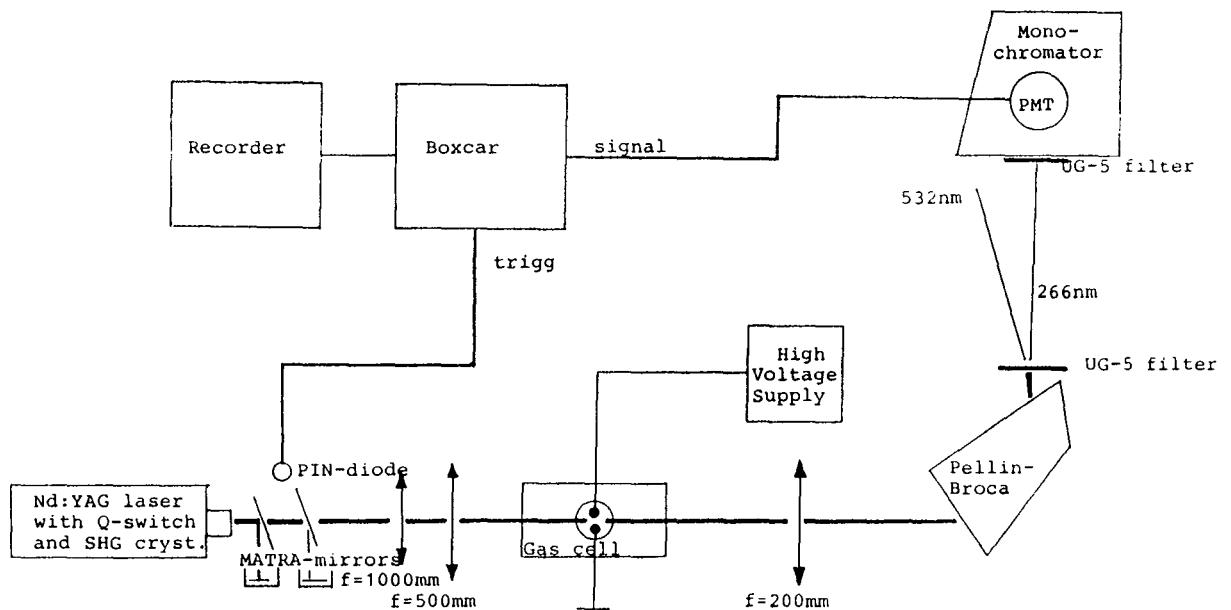 Mono-
chromator
PMT
Recorder
Boxcar
signal
UG-5 filter
532nm
trigg
266nm
High
Voltage
Supply
UG-5 filter
PIN-diode
Pellin-
Broca
Nd:YAG laser
with Q-switch
and SHG cryst.
Gas cell
MATRA-mirrors
f=1000mm
f=500mm
f=200mm